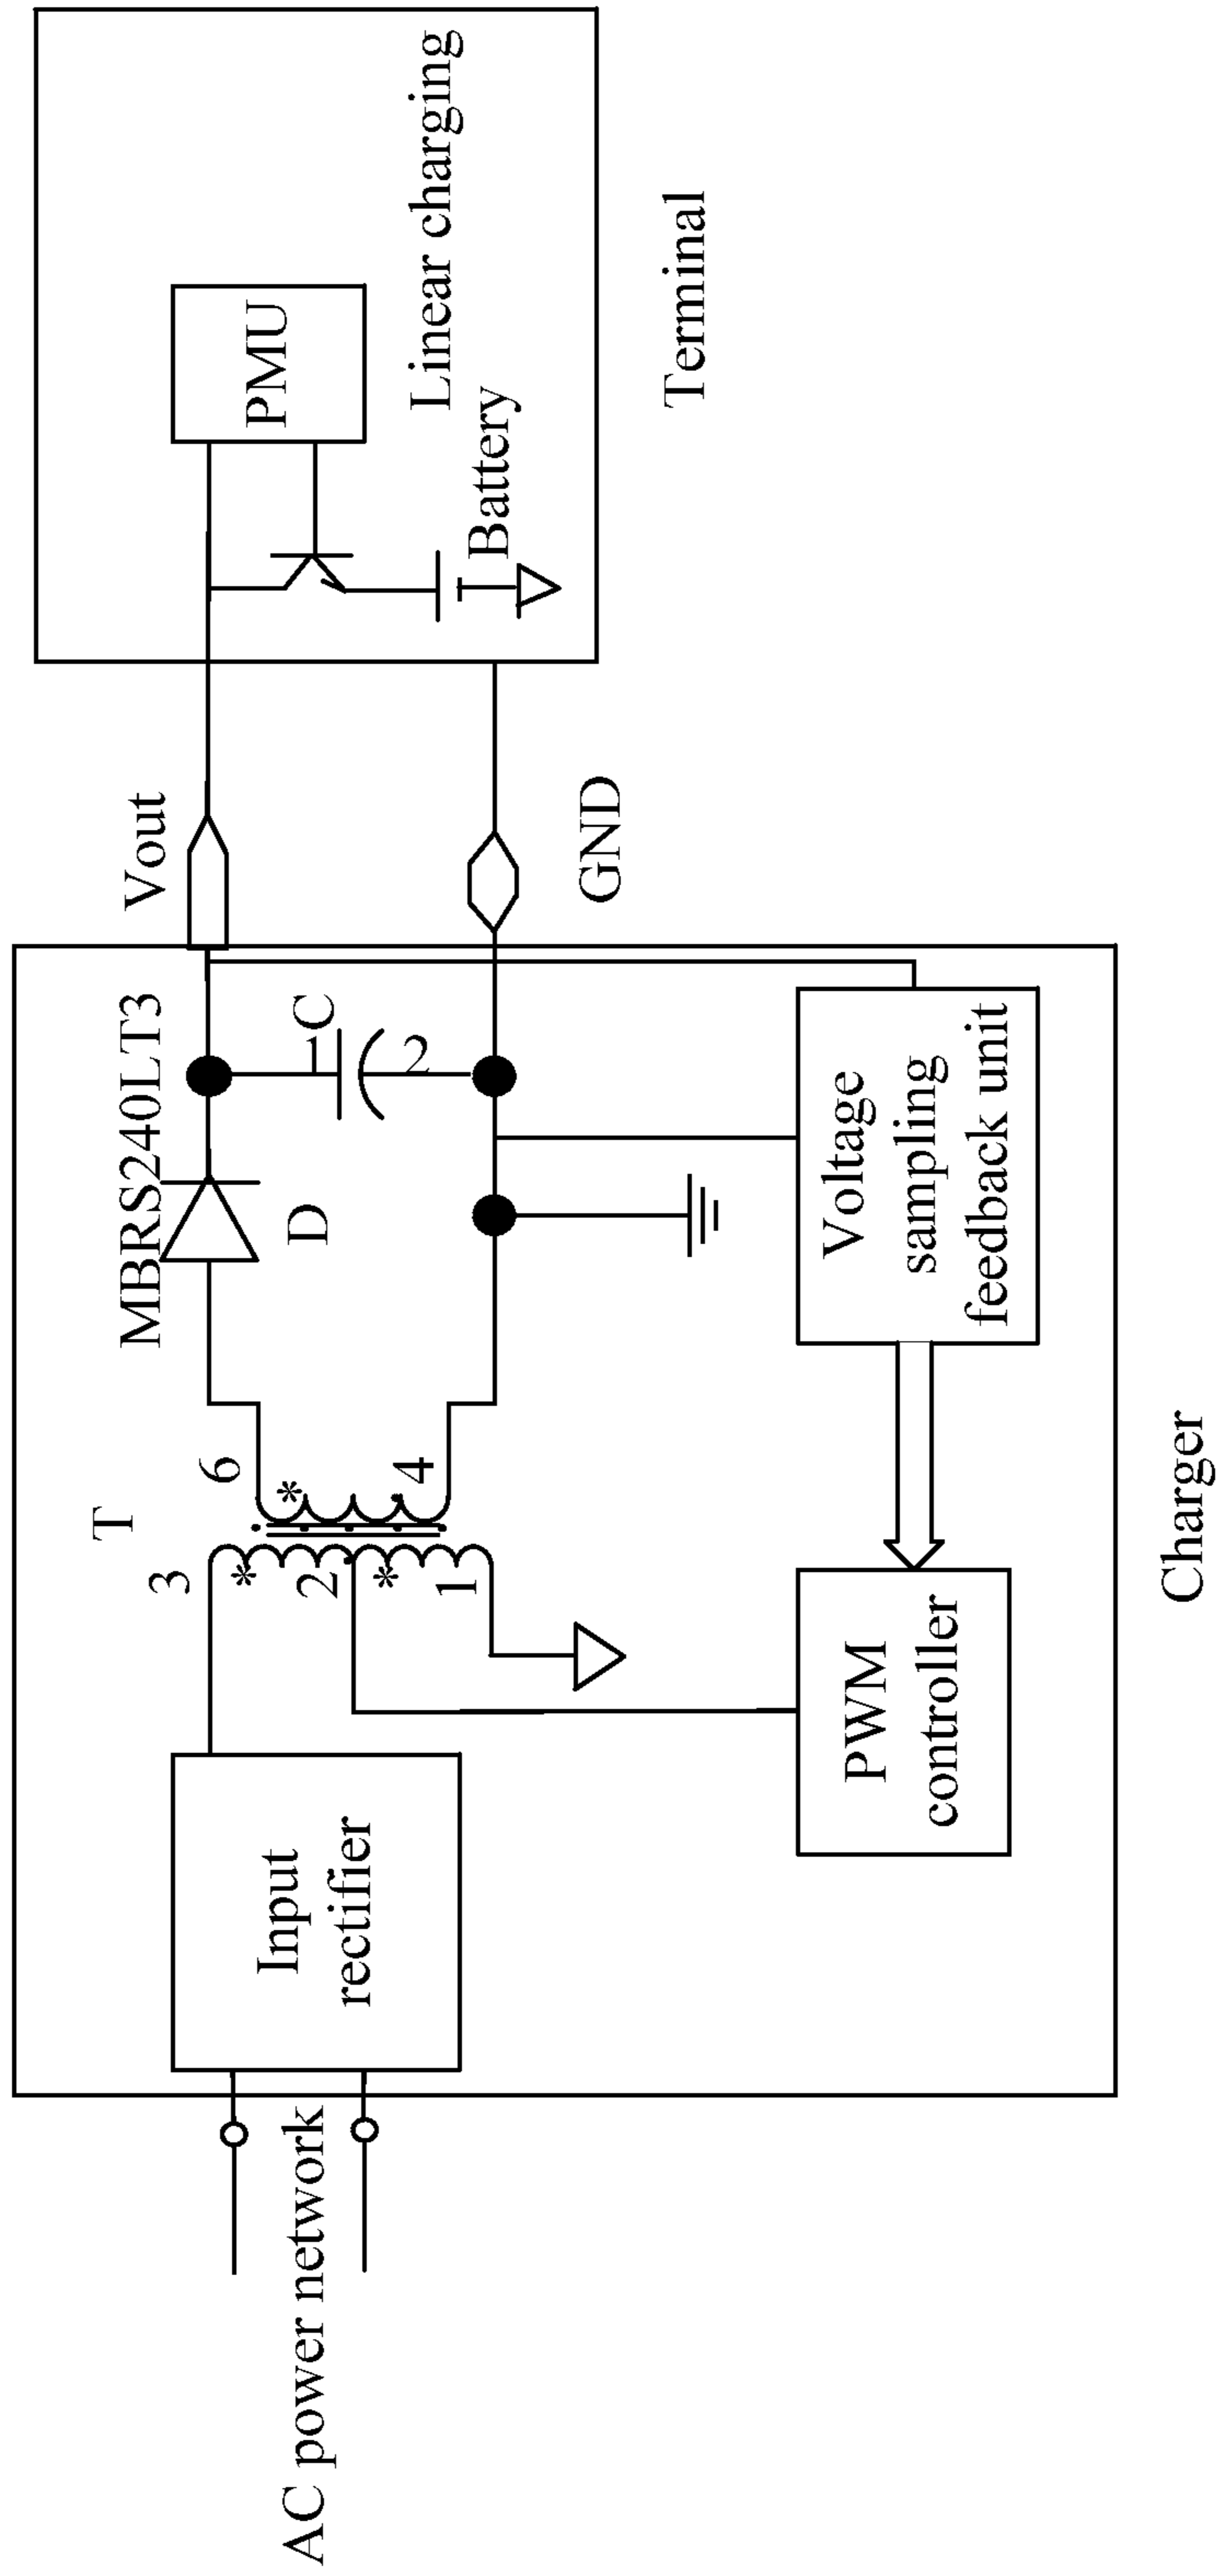 AC power network
Input
rectifier
T
3
2
1
6
4
MBRS240LT3
D
1
C
2
Vout
GND
PWM
controller
Voltage
sampling
feedback unit
Charger
PMU
Linear charging
Battery
Terminal